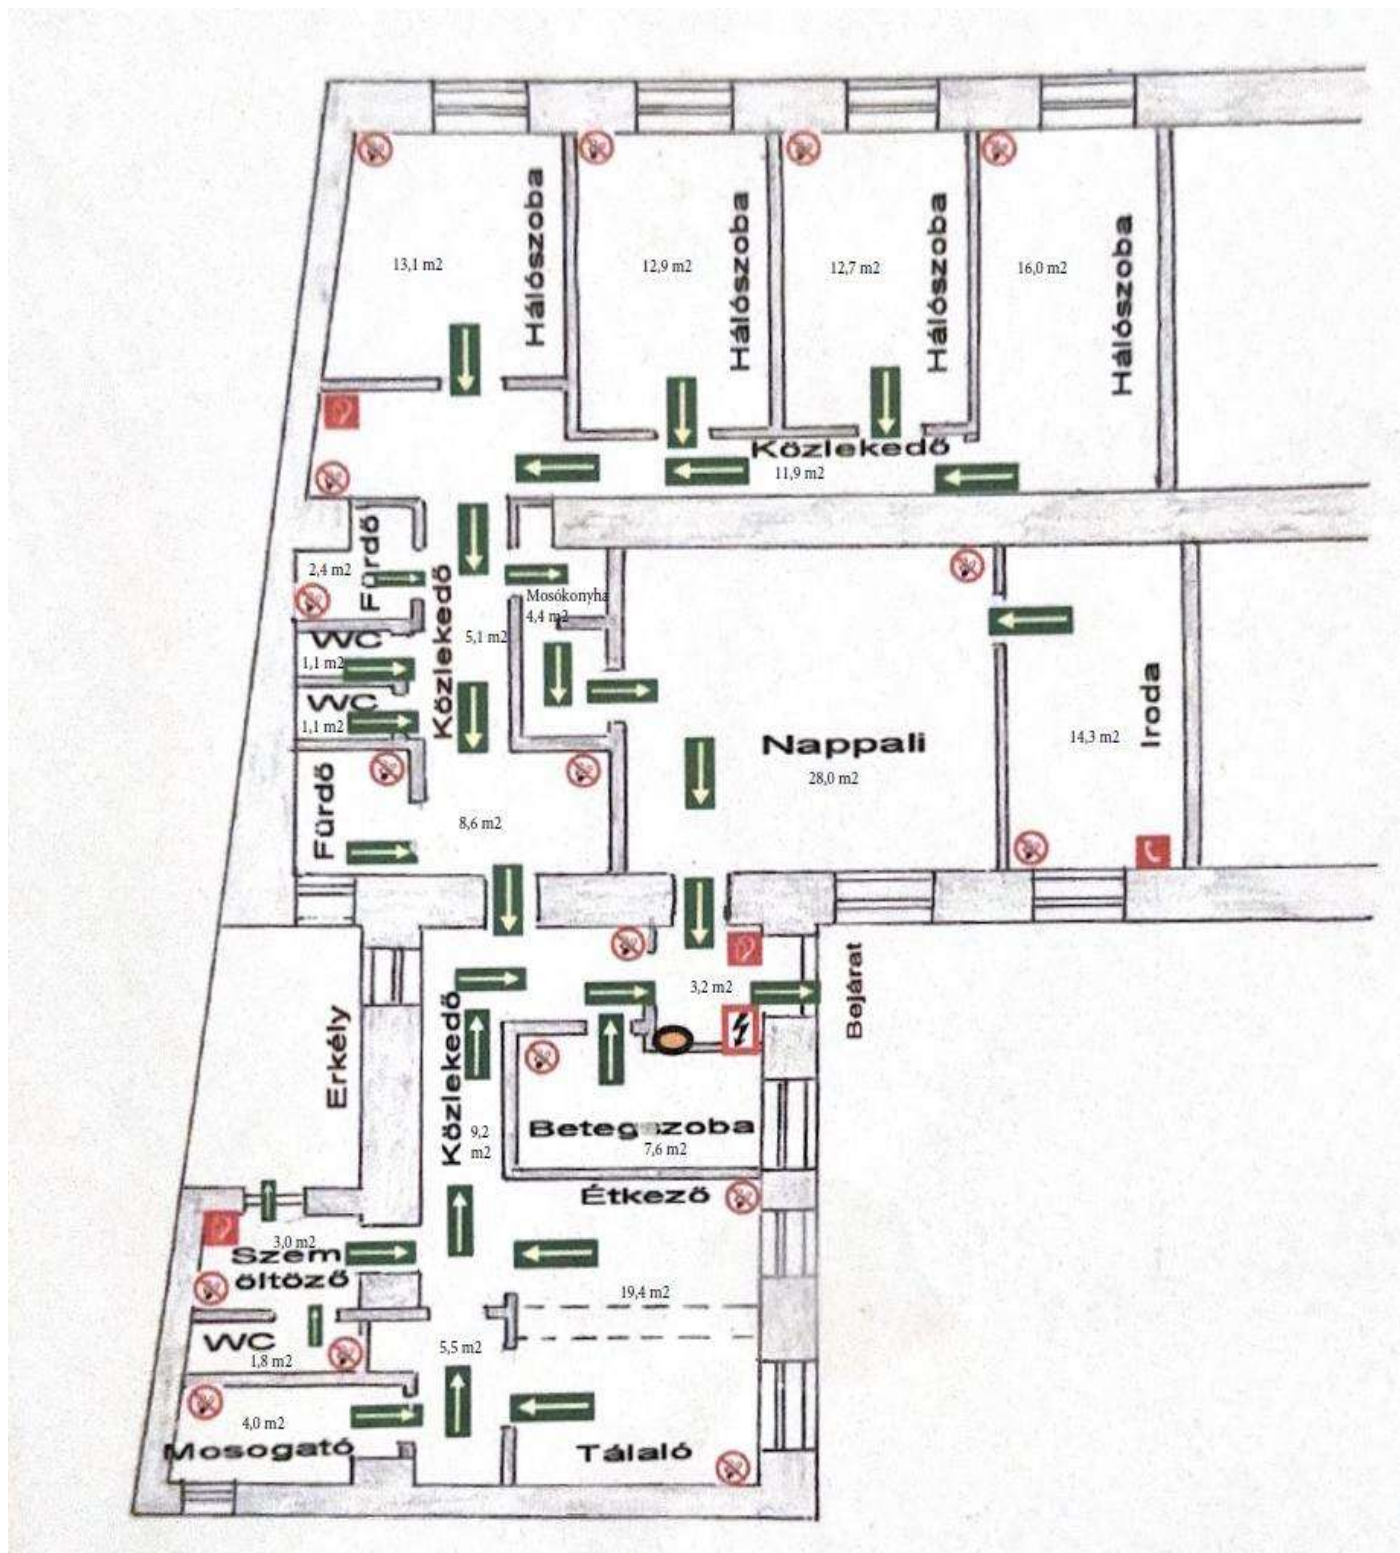 Hálószoba
Hálószoba
Hálószoba
Hálószoba
13,1 m2
12,9 m2
12,7 m2
16,0 m2
Közlekedő
11,9 m2
Fürdő
2,4 m2
Mosókonyha
4,4 m2
WC
1,1 m2
Közlekedő
5,1 m2
WC
1,1 m2
Nappali
28,0 m2
Iroda
14,3 m2
Fürdő
8,6 m2
Bejárat
3,2 m2
Erkély
Közlekedő
9,2
m2
Betegszoba
7,6 m2
Étkező
3,0 m2
Szem
öltöző
19,4 m2
WC
1,8 m2
5,5 m2
4,0 m2
Mosogató
Tálaló